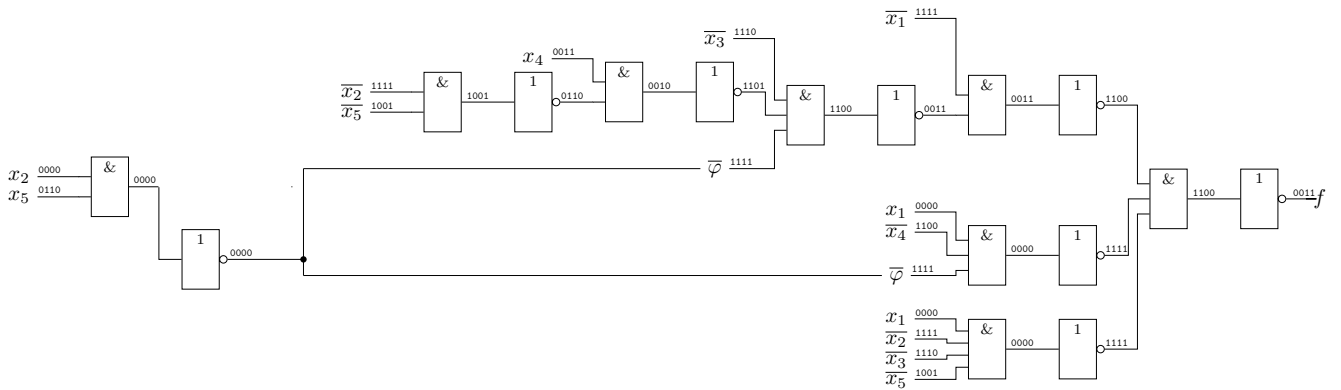 x̅₁ 1111
x̅₃ 1110
x₄ 0011
& 1 & 1 1
x̅₂ 1111 & 1 1101 & 1
x̅₅ 1001 1001 0110 0010 1100 0011 0011 1100
x₂ 0000 & 0000
x₅ 0110
φ̅ 1111
& 1
1100 0011 f
x₁ 0000
x̅₄ 1100 & 1
1 0000
0000 1111
φ̅ 1111
x₁ 0000
x̅₂ 1111 & 1
x̅₃ 1110 0000 1111
x̅₅ 1001